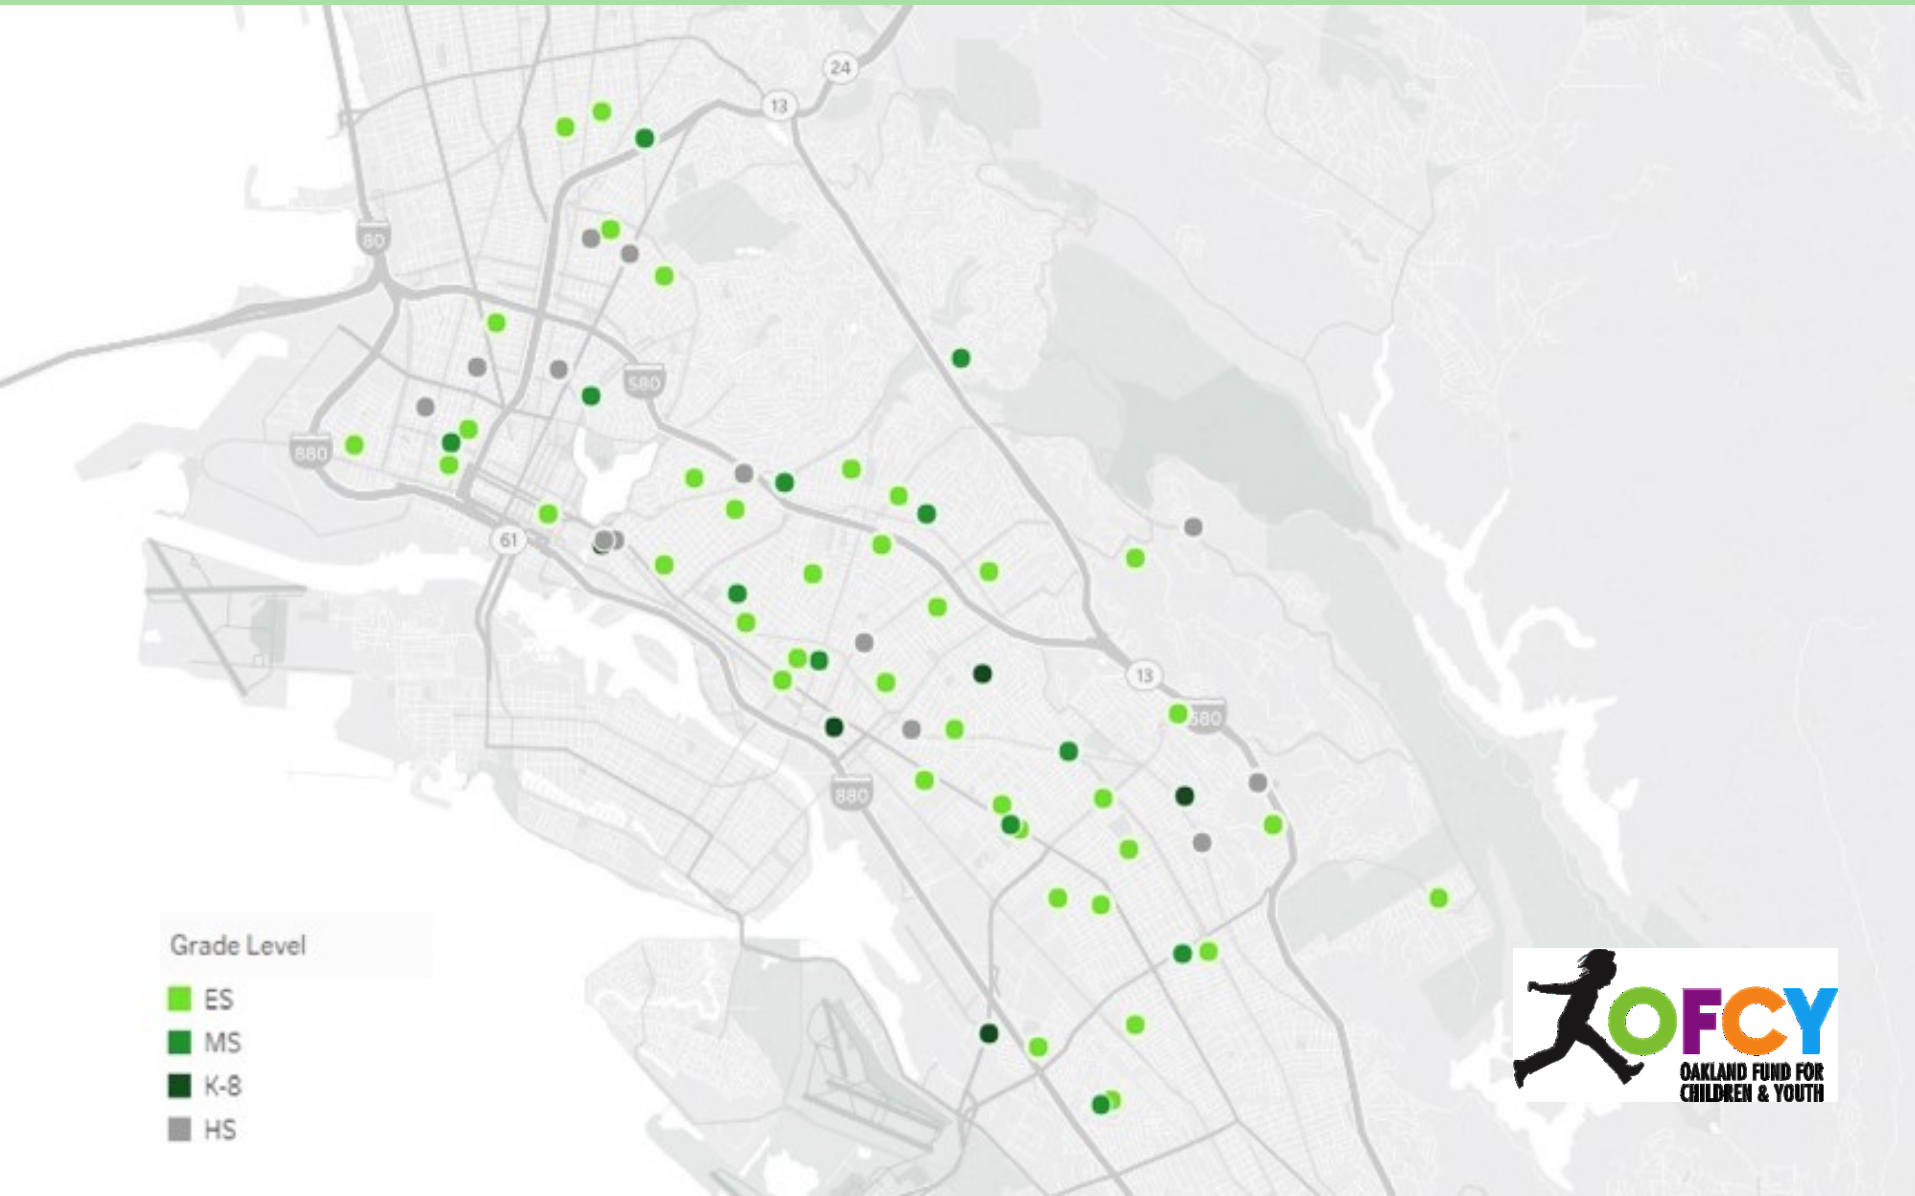 24
13
80
580
880
61
13
580
880
Grade Level
ES
MS
K-8
HS
OFCY
OAKLAND FUND FOR
CHILDREN & YOUTH